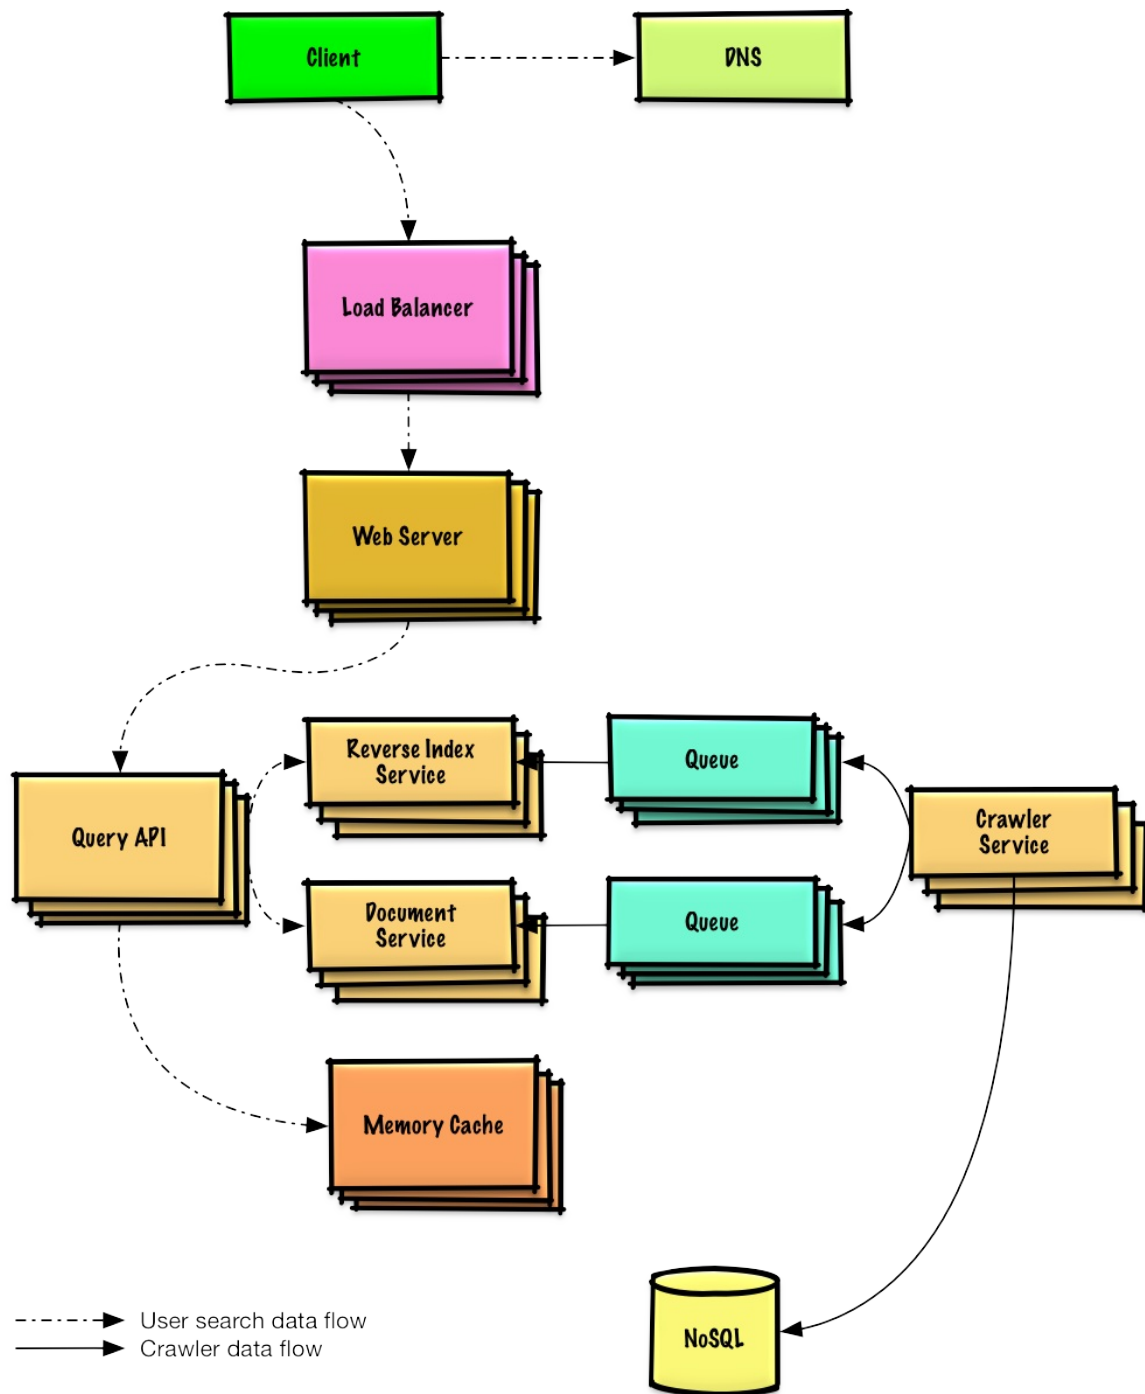 Client
DNS
Load Balancer
Web Server
Reverse Index
Service
Queue
Query API
Crawler
Service
Document
Service
Queue
Memory Cache
NoSQL
User search data flow
Crawler data flow